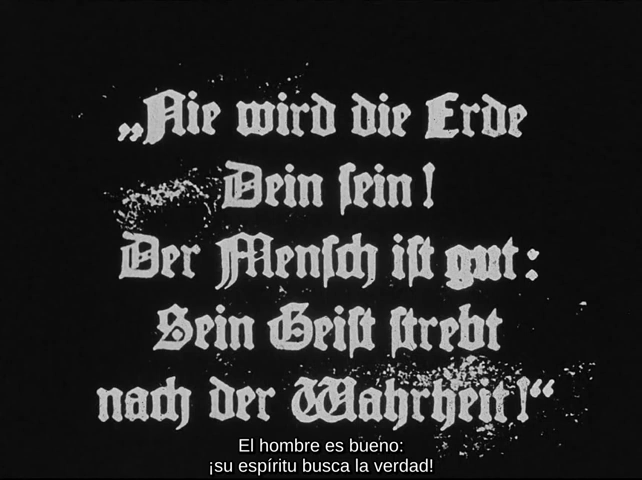 „Nie wird die Erde
Dein sein!
Der Mensch ist gut:
Sein Geist strebt
nach der Wahrheit!“
El hombre es bueno:
¡su espíritu busca la verdad!